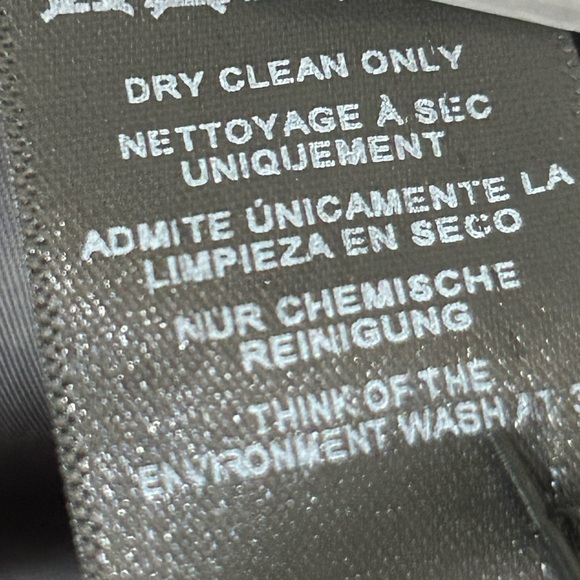 DRY CLEAN ONLY
NETTOYAGE À SEC
UNIQUEMENT
ADMITE ÚNICAMENTE LA
LIMPIEZA EN SECO
NUR CHEMISCHE
REINIGUNG
THINK OF THE
ENVIRONMENT WASH AT